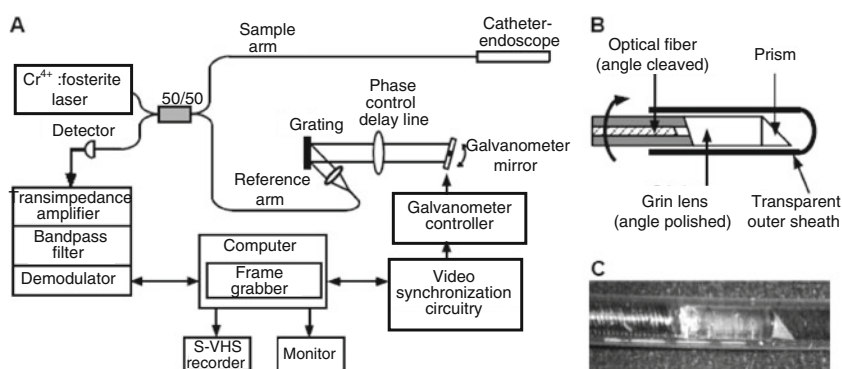 A
Sample
arm
Catheter-
endoscope
Cr4+ :fosterite
laser
50/50
Detector
Phase
control
delay line
Grating
Galvanometer
mirror
Reference
arm
Transimpedance
amplifier
Bandpass
filter
Demodulator
Computer
Frame
grabber
Galvanometer
controller
Video
synchronization
circuitry
S-VHS
recorder
Monitor
B
Optical fiber
(angle cleaved)
Prism
Grin lens
(angle polished)
Transparent
outer sheath
C